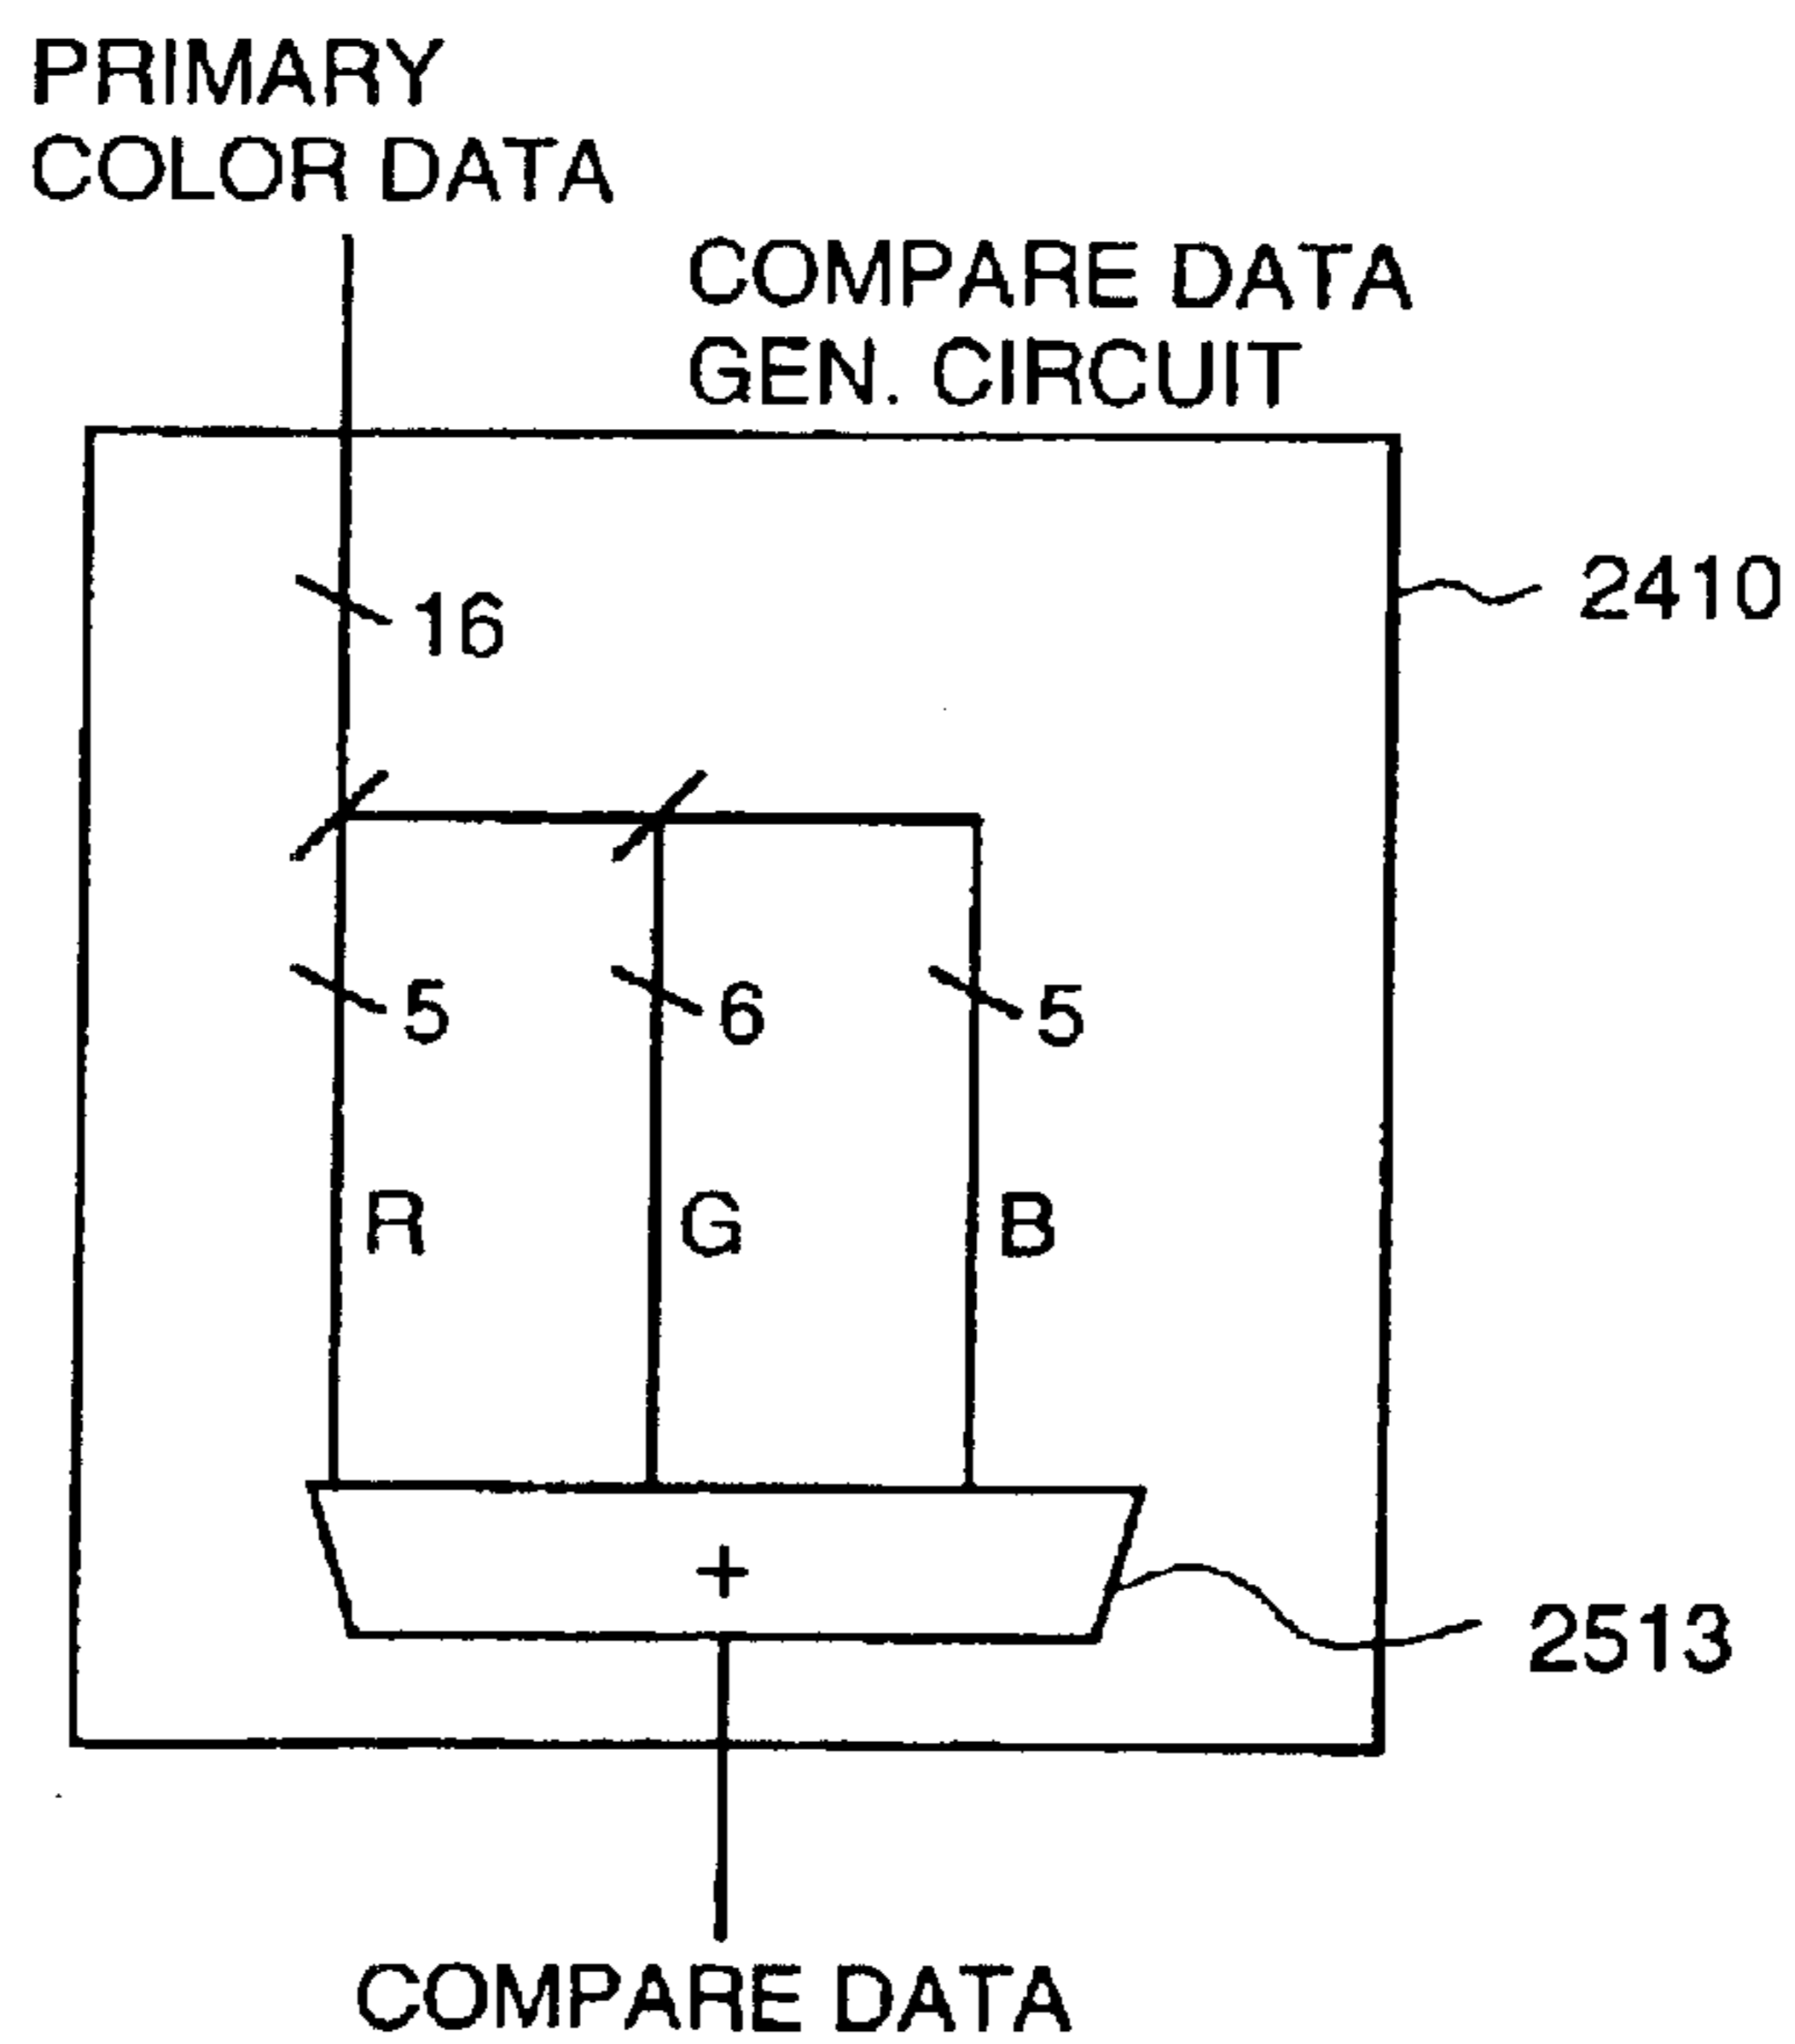 PRIMARY
COLOR DATA
COMPARE DATA
GEN. CIRCUIT
2410
16
5
6
5
R
G
B
+
2513
COMPARE DATA